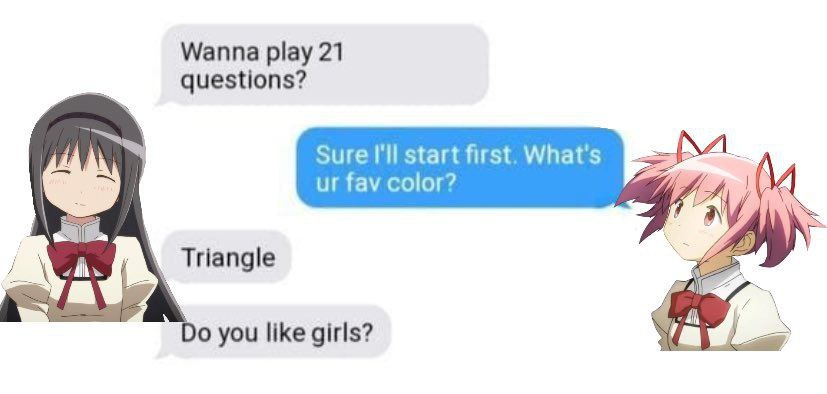 Wanna play 21
questions?
Sure I'll start first. What's
ur fav color?
Triangle
Do you like girls?